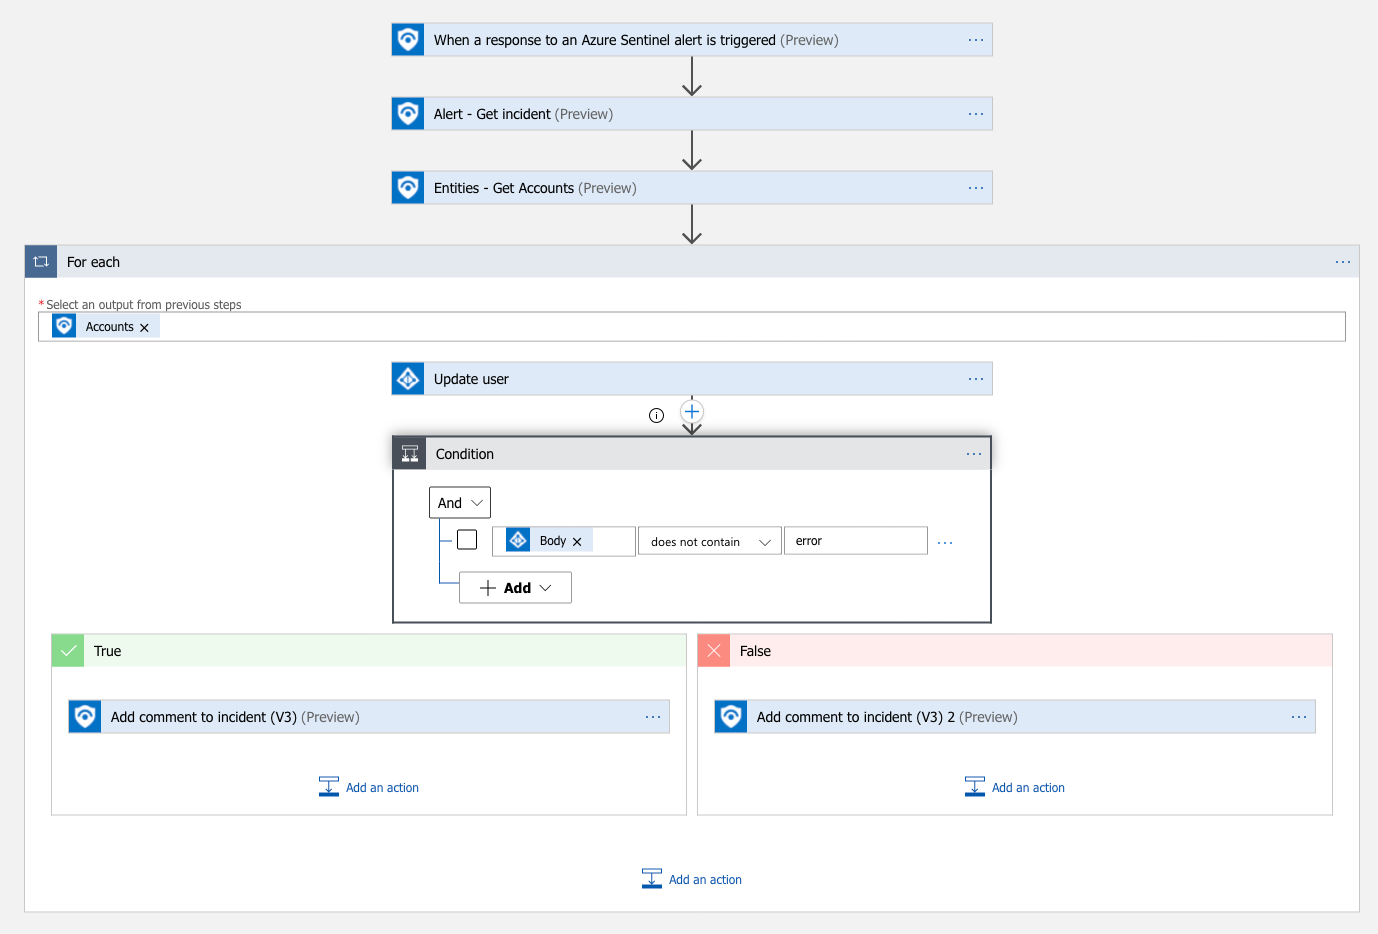 When a response to an Azure Sentinel alert is triggered (Preview)
Alert - Get incident (Preview)
Entities - Get Accounts (Preview)
For each
* Select an output from previous steps
Accounts
Update user
Condition
And
Body does not contain error
Add
True
False
Add comment to incident (V3) (Preview)
Add comment to incident (V3) 2 (Preview)
Add an action
Add an action
Add an action